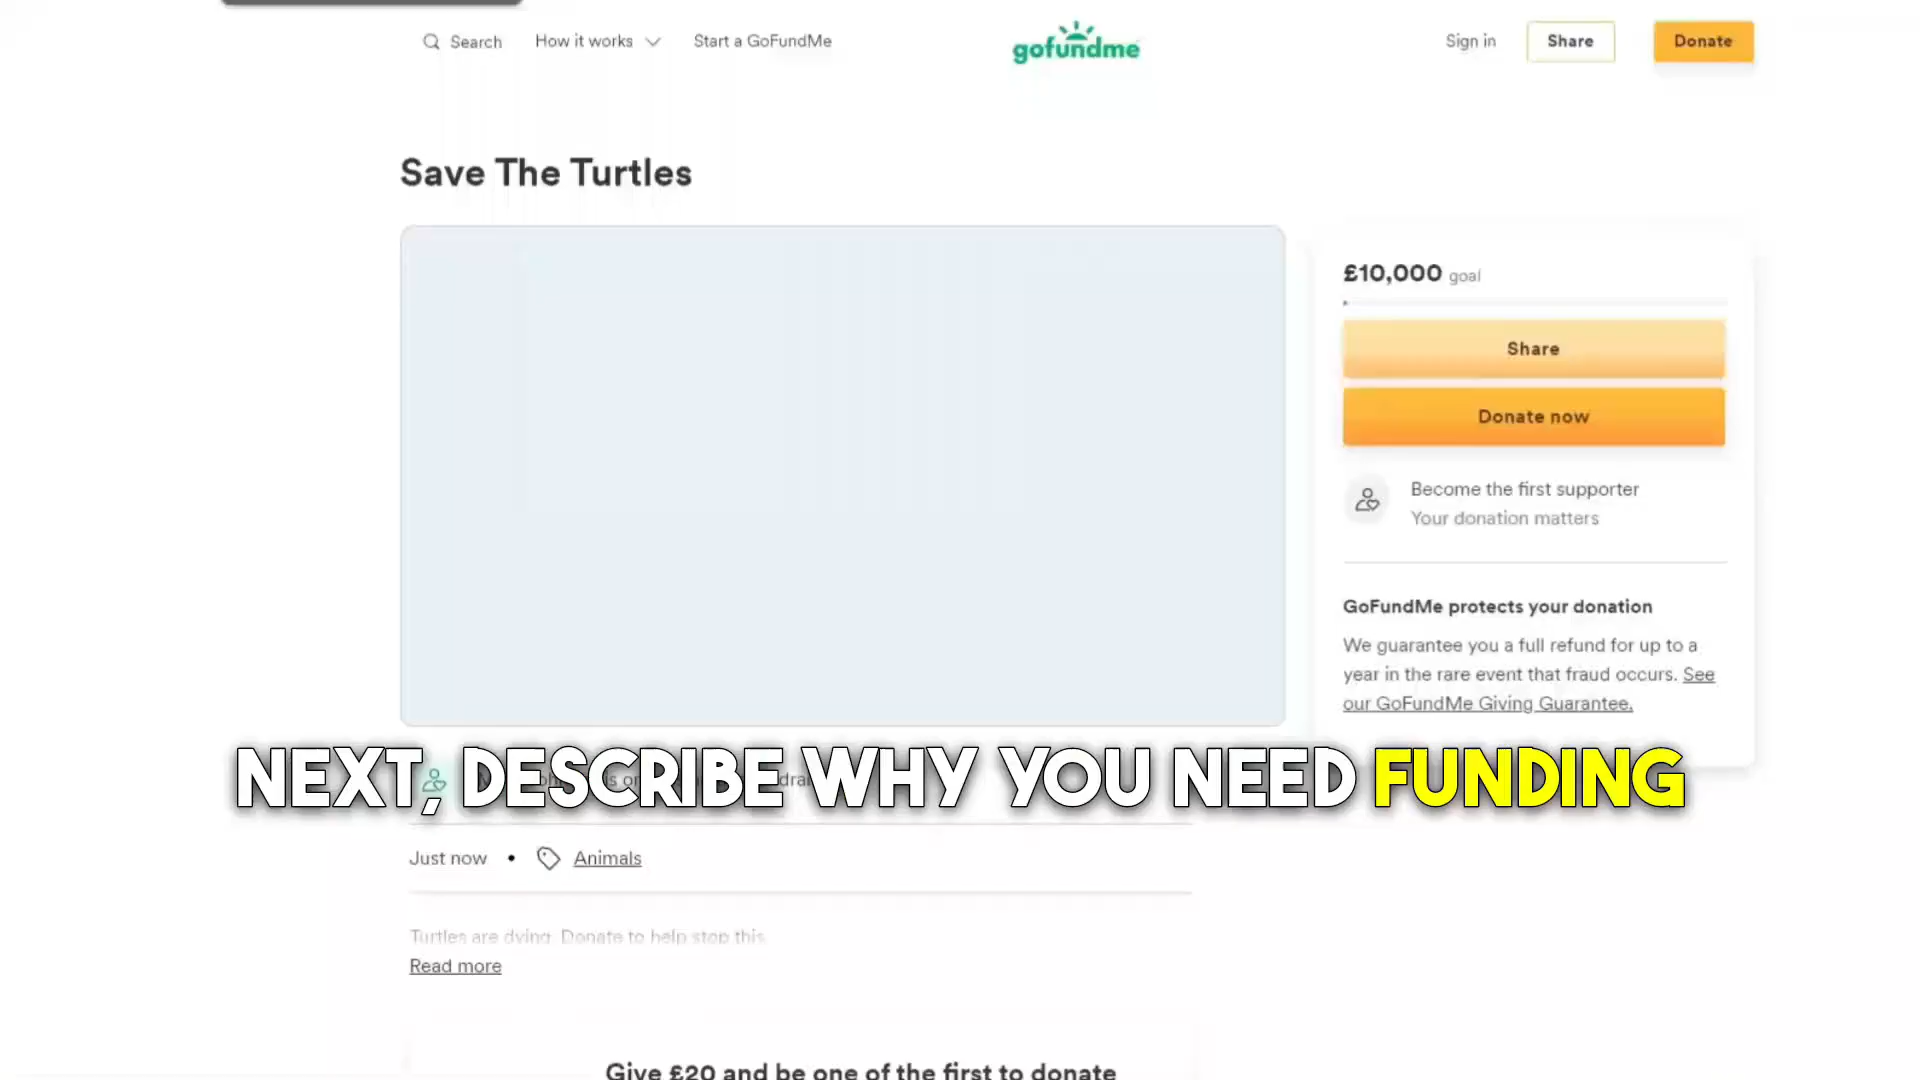 Search How it works Start a GoFundMe gofundme Sign in Share Donate
Save The Turtles
£10,000 goal
Share
Donate now
Become the first supporter
Your donation matters
GoFundMe protects your donation
We guarantee you a full refund for up to a
year in the rare event that fraud occurs. See
our GoFundMe Giving Guarantee.
NEXT, DESCRIBE WHY YOU NEED FUNDING
Just now • Animals
Turtles are dying. Donate to help stop this.
Read more
Give £20 and be one of the first to donate